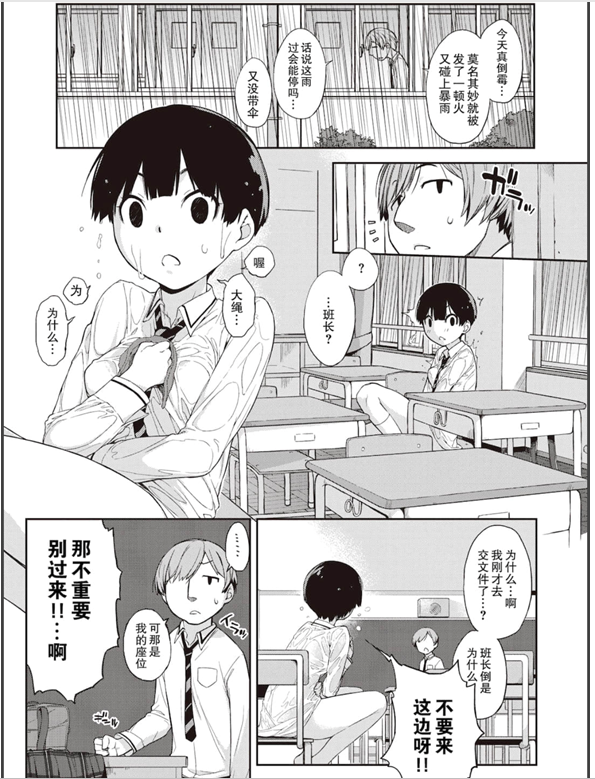 今天真倒霉…
莫名其妙就被
发了一顿火
又碰上暴雨
话说这雨
过会能停吗…
又没带伞
ガラ…
？
…班长？
喔
大绳…
为
为什么…
为什么…啊
我刚才去
交文件了…？
班长倒是
为什么
不要来
这边呀!!
……
イラッ
可那是
我的座位
那不重要
别过来!!…啊